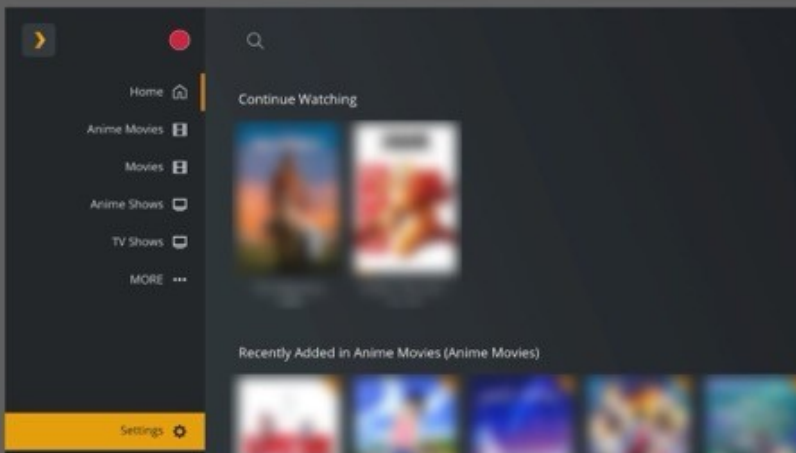 Home
Anime Movies
Movies
Anime Shows
TV Shows
MORE
Settings
Continue Watching
Recently Added in Anime Movies (Anime Movies)